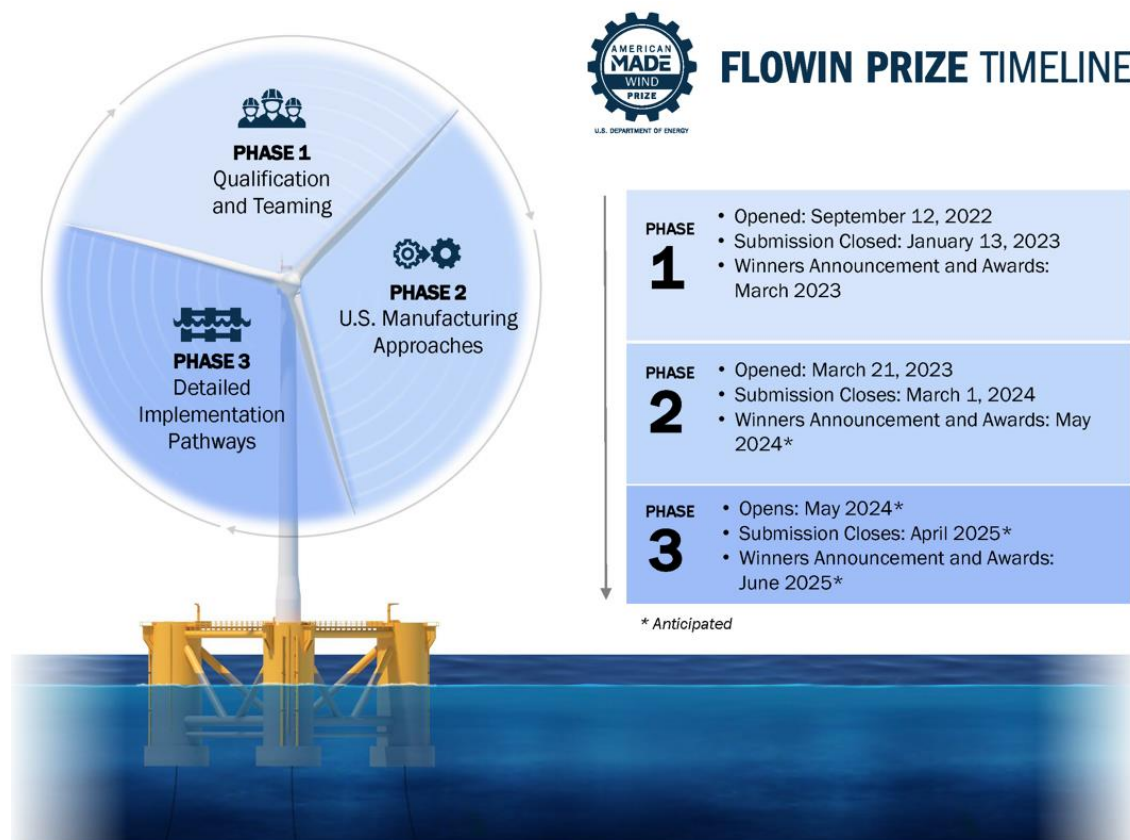 AMERICAN
MADE
WIND
PRIZE
U.S. DEPARTMENT OF ENERGY
FLOWIN PRIZE TIMELINE
PHASE 1
Qualification
and Teaming
PHASE 2
U.S. Manufacturing
Approaches
PHASE 3
Detailed
Implementation
Pathways
PHASE
1
• Opened: September 12, 2022
• Submission Closed: January 13, 2023
• Winners Announcement and Awards:
March 2023
PHASE
2
• Opened: March 21, 2023
• Submission Closes: March 1, 2024
• Winners Announcement and Awards: May
2024*
PHASE
3
• Opens: May 2024*
• Submission Closes: April 2025*
• Winners Announcement and Awards:
June 2025*
* Anticipated